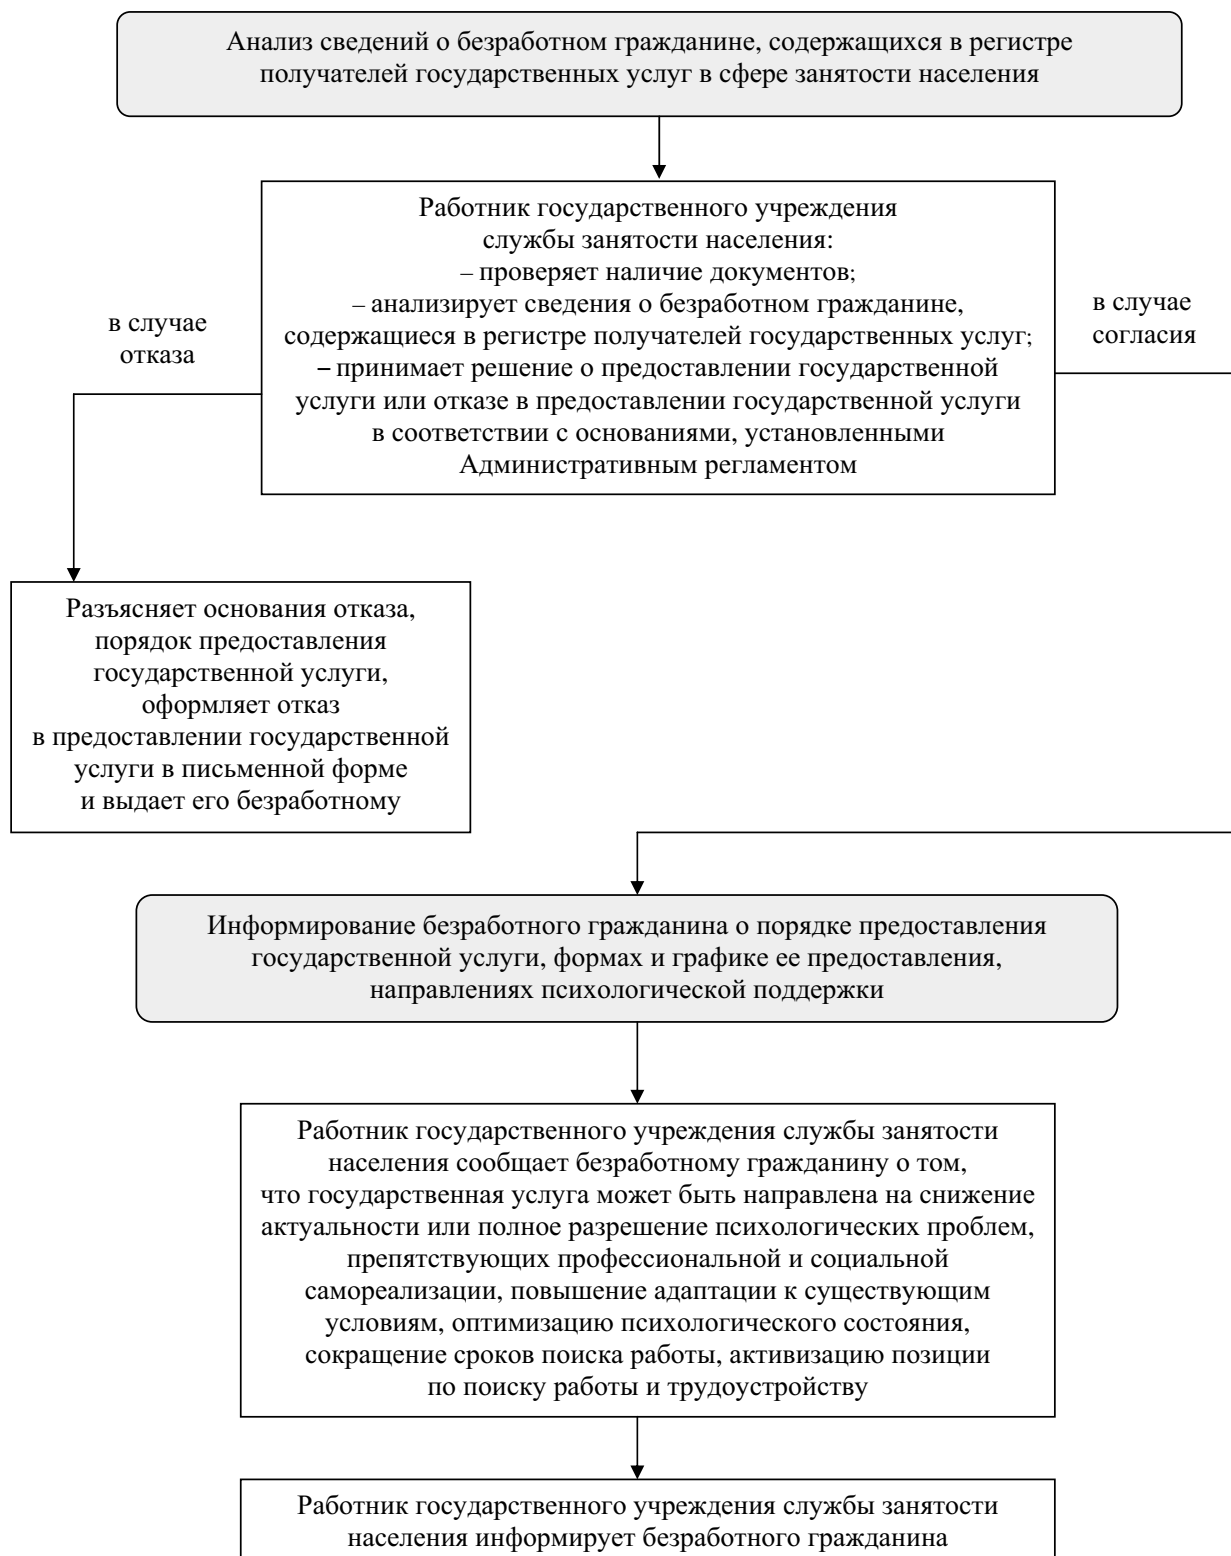 Анализ сведений о безработном гражданине, содержащихся в регистре
получателей государственных услуг в сфере занятости населения
Работник государственного учреждения
службы занятости населения:
– проверяет наличие документов;
– анализирует сведения о безработном гражданине,
содержащиеся в регистре получателей государственных услуг;
– принимает решение о предоставлении государственной
услуги или отказе в предоставлении государственной услуги
в соответствии с основаниями, установленными
Административным регламентом
в случае
отказа
в случае
согласия
Разъясняет основания отказа,
порядок предоставления
государственной услуги,
оформляет отказ
в предоставлении государственной
услуги в письменной форме
и выдает его безработному
Информирование безработного гражданина о порядке предоставления
государственной услуги, формах и графике ее предоставления,
направлениях психологической поддержки
Работник государственного учреждения службы занятости
населения сообщает безработному гражданину о том,
что государственная услуга может быть направлена на снижение
актуальности или полное разрешение психологических проблем,
препятствующих профессиональной и социальной
самореализации, повышение адаптации к существующим
условиям, оптимизацию психологического состояния,
сокращение сроков поиска работы, активизацию позиции
по поиску работы и трудоустройству
Работник государственного учреждения службы занятости
населения информирует безработного гражданина